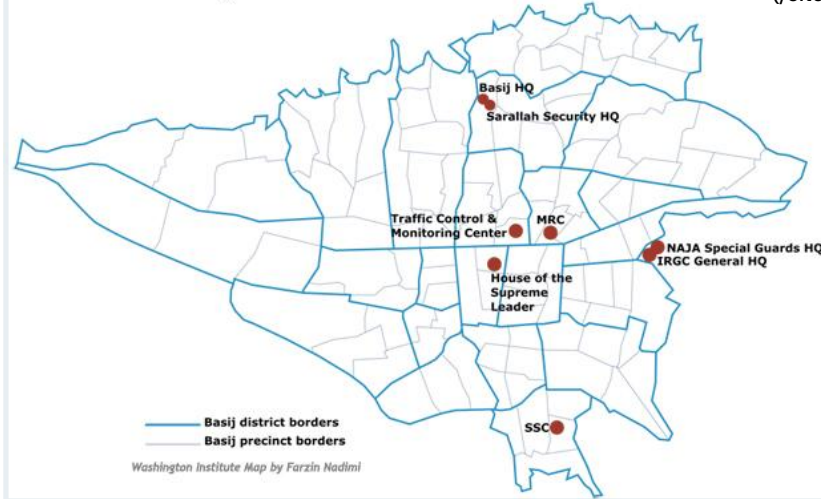 Basij HQ
Sarallah Security HQ
Traffic Control &
Monitoring Center
MRC
NAJA Special Guards HQ
IRGC General HQ
House of the
Supreme
Leader
SSC
Basij district borders
Basij precinct borders
Washington Institute Map by Farzin Nadimi